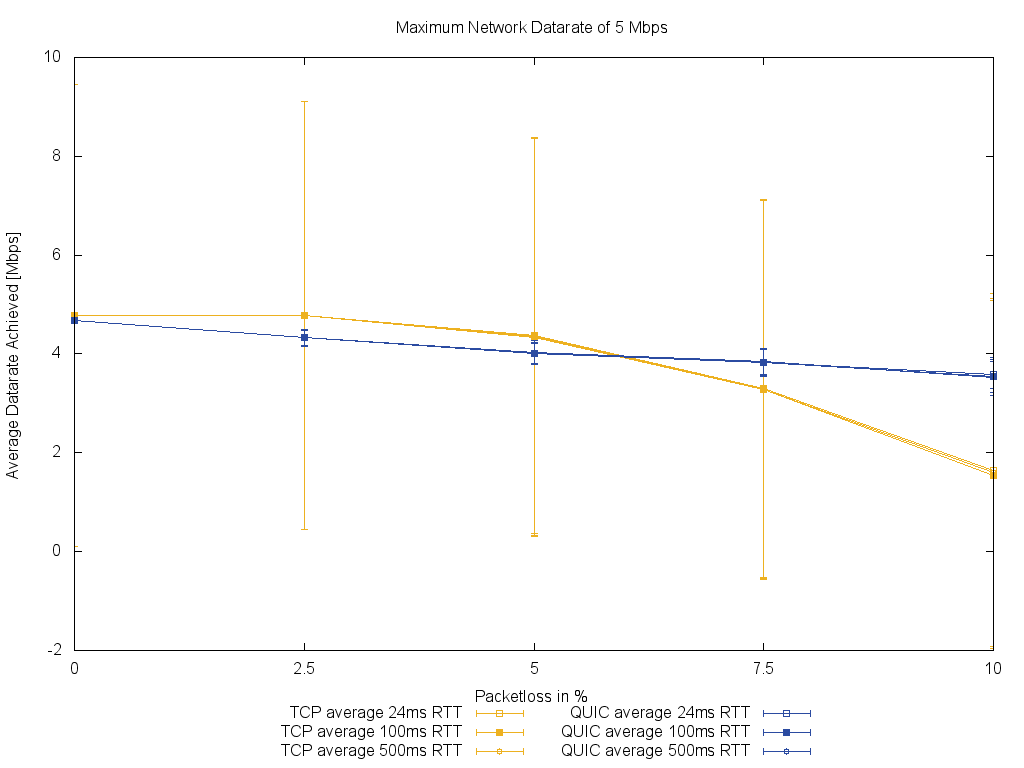 Maximum Network Datarate of 5 Mbps
10
8
6
4
2
0
-2
Average Datarate Achieved [Mbps]
0 2.5 5 7.5 10
Packetloss in %
TCP average 24ms RTT QUIC average 24ms RTT
TCP average 100ms RTT QUIC average 100ms RTT
TCP average 500ms RTT QUIC average 500ms RTT